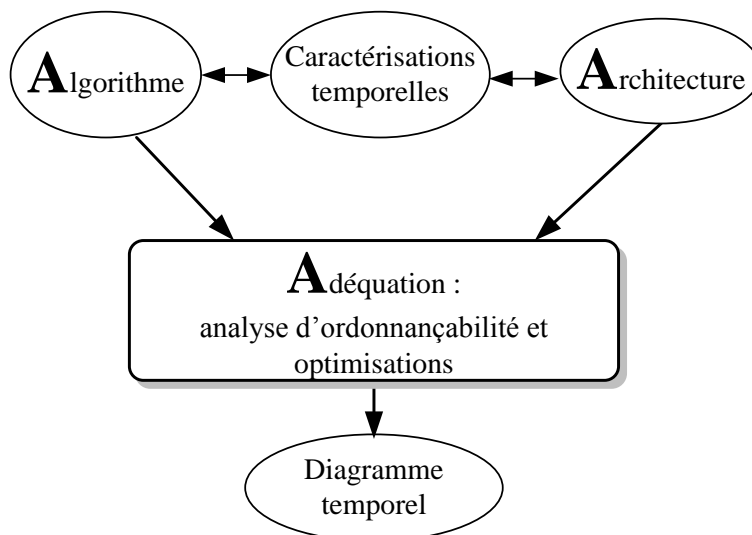 Algorithme
Caractérisations
temporelles
Architecture
Adéquation :
analyse d’ordonnançabilité et
optimisations
Diagramme
temporel